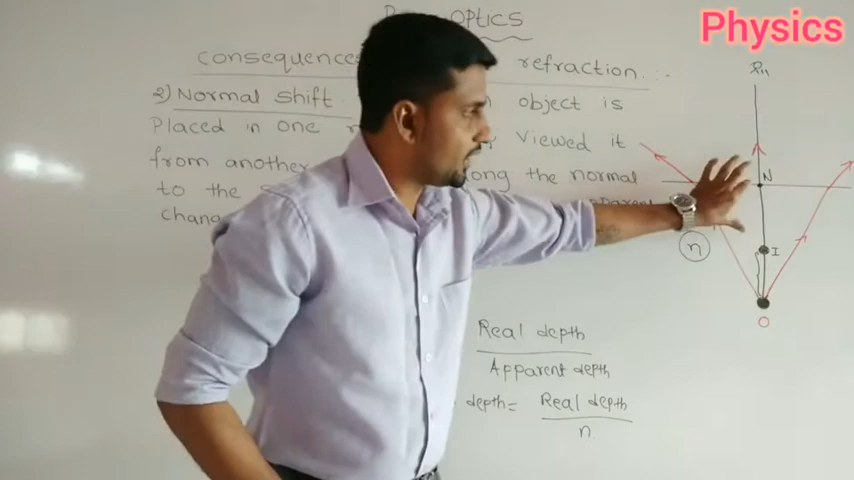 Physics
Optics
consequences refraction :-
2) Normal shift object is
Placed in one viewed it
from another along the normal
to the
chang
n
N
I
O
Real depth
Apparent depth
depth = Real depth
n